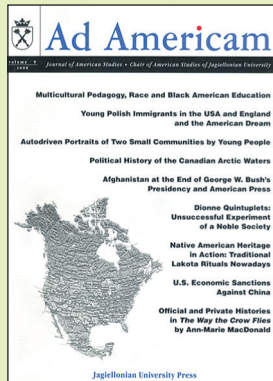 Ad Americam
volume 9
2008
Journal of American Studies • Chair of American Studies of Jagiellonian University
Multicultural Pedagogy, Race and Black American Education
Young Polish Immigrants in the USA and England
and the American Dream
Autodriven Portraits of Two Small Communities by Young People
Political History of the Canadian Arctic Waters
Afghanistan at the End of George W. Bush's
Presidency and American Press
Dionne Quintuplets:
Unsuccessful Experiment
of a Noble Society
Native American Heritage
in Action: Traditional
Lakota Rituals Nowadays
U.S. Economic Sanctions
Against China
Official and Private Histories
in The Way the Crow Flies
by Ann-Marie MacDonald
Jagiellonian University Press